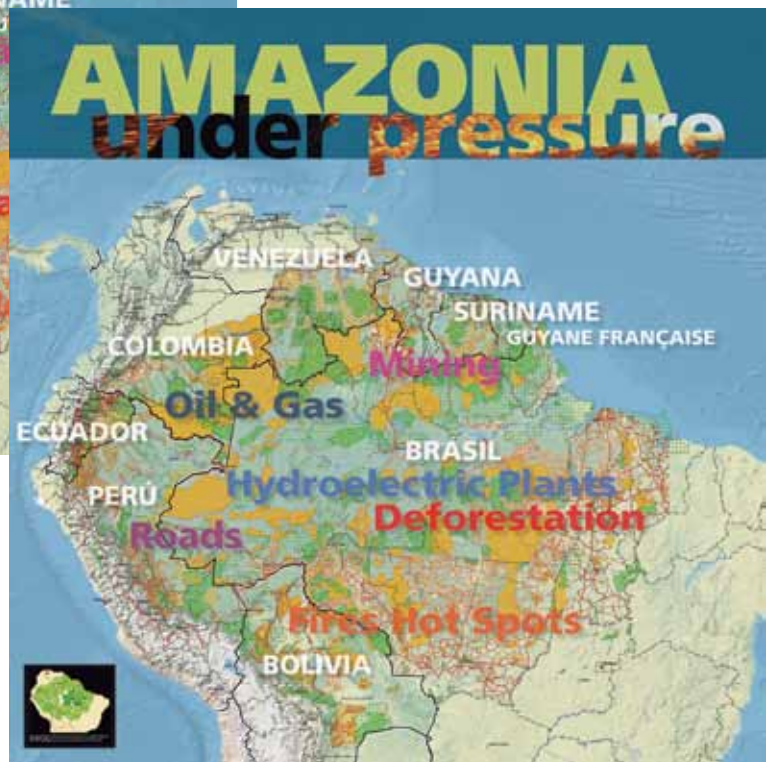 NAME
AMAZONIA
under pressure
VENEZUELA
GUYANA
SURINAME
GUYANE FRANÇAISE
COLOMBIA
Mining
Oil & Gas
ECUADOR
BRASIL
Hydroelectric Plants
PERÚ
Deforestation
Roads
Fires Hot Spots
BOLIVIA